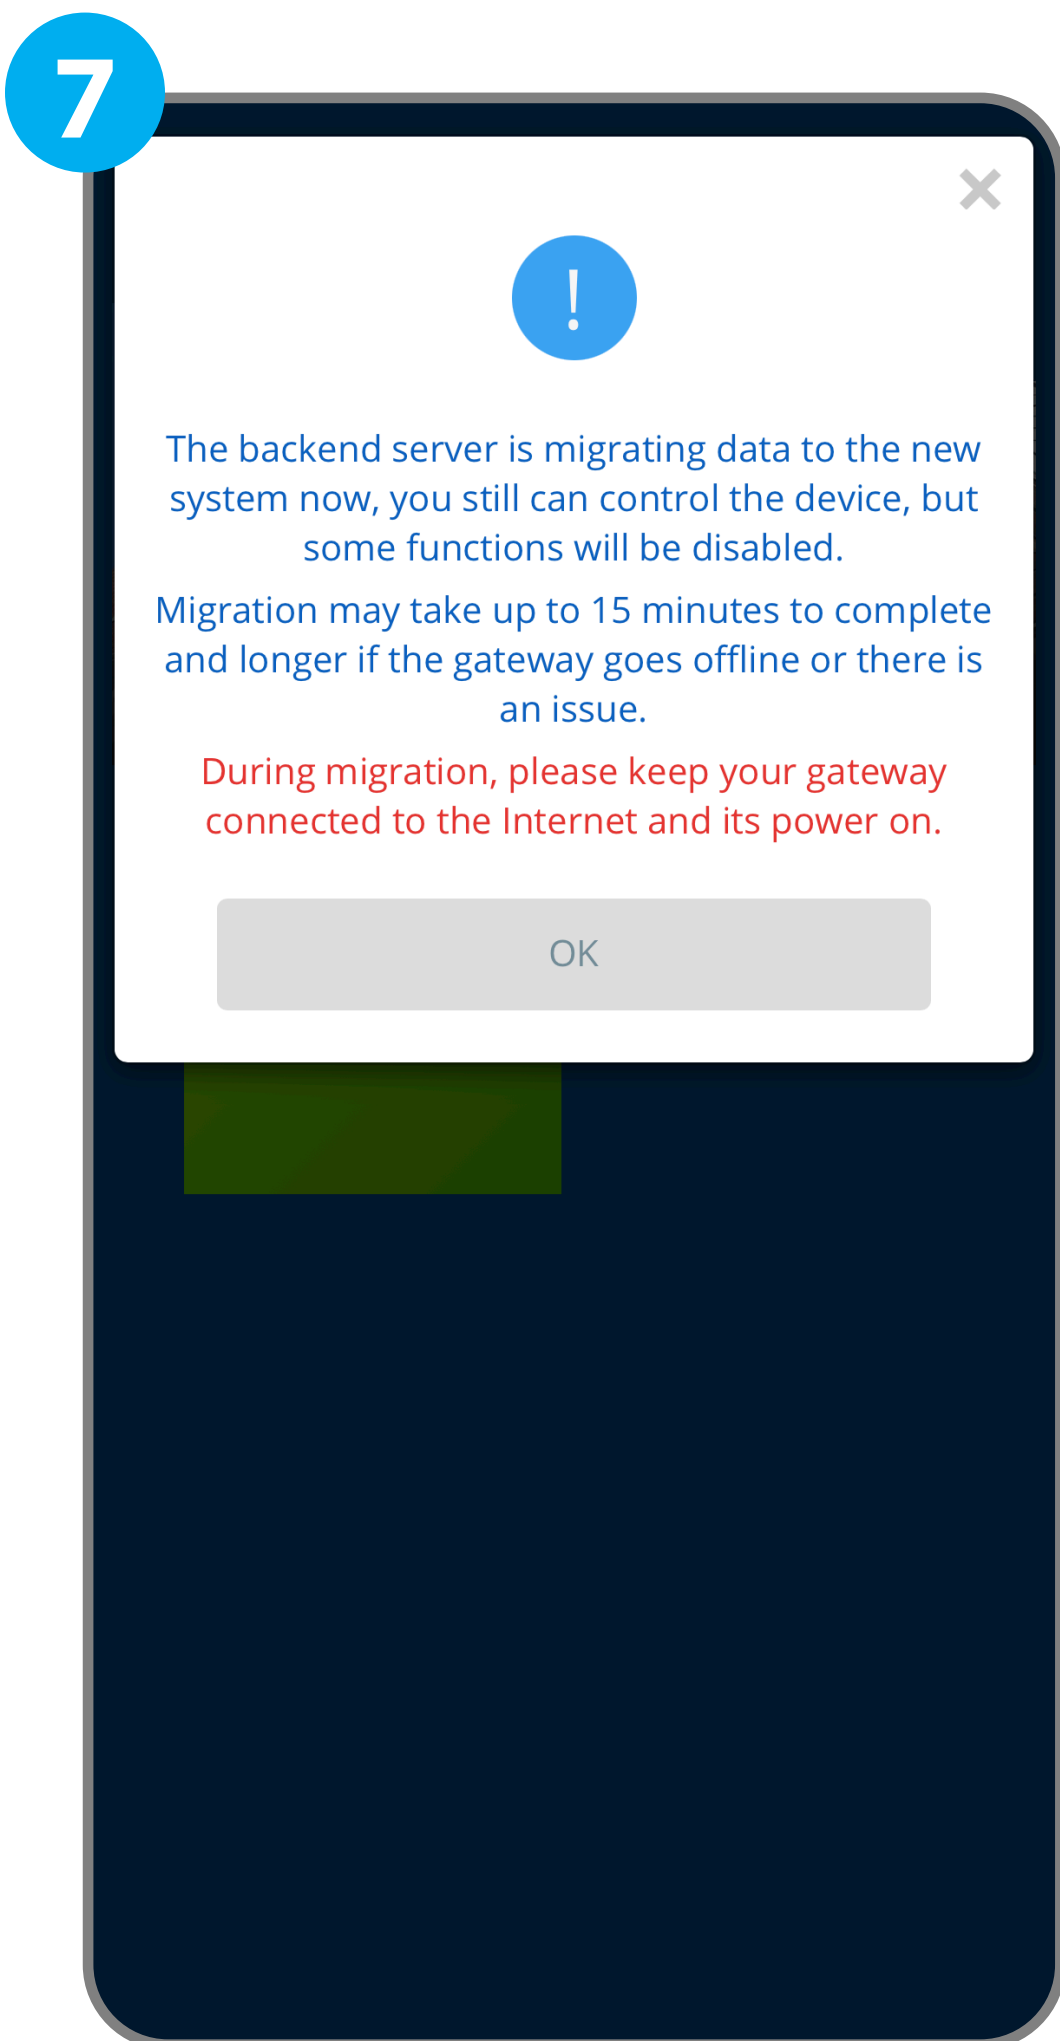 7
!
The backend server is migrating data to the new
system now, you still can control the device, but
some functions will be disabled.
Migration may take up to 15 minutes to complete
and longer if the gateway goes offline or there is
an issue.
During migration, please keep your gateway
connected to the Internet and its power on.
OK